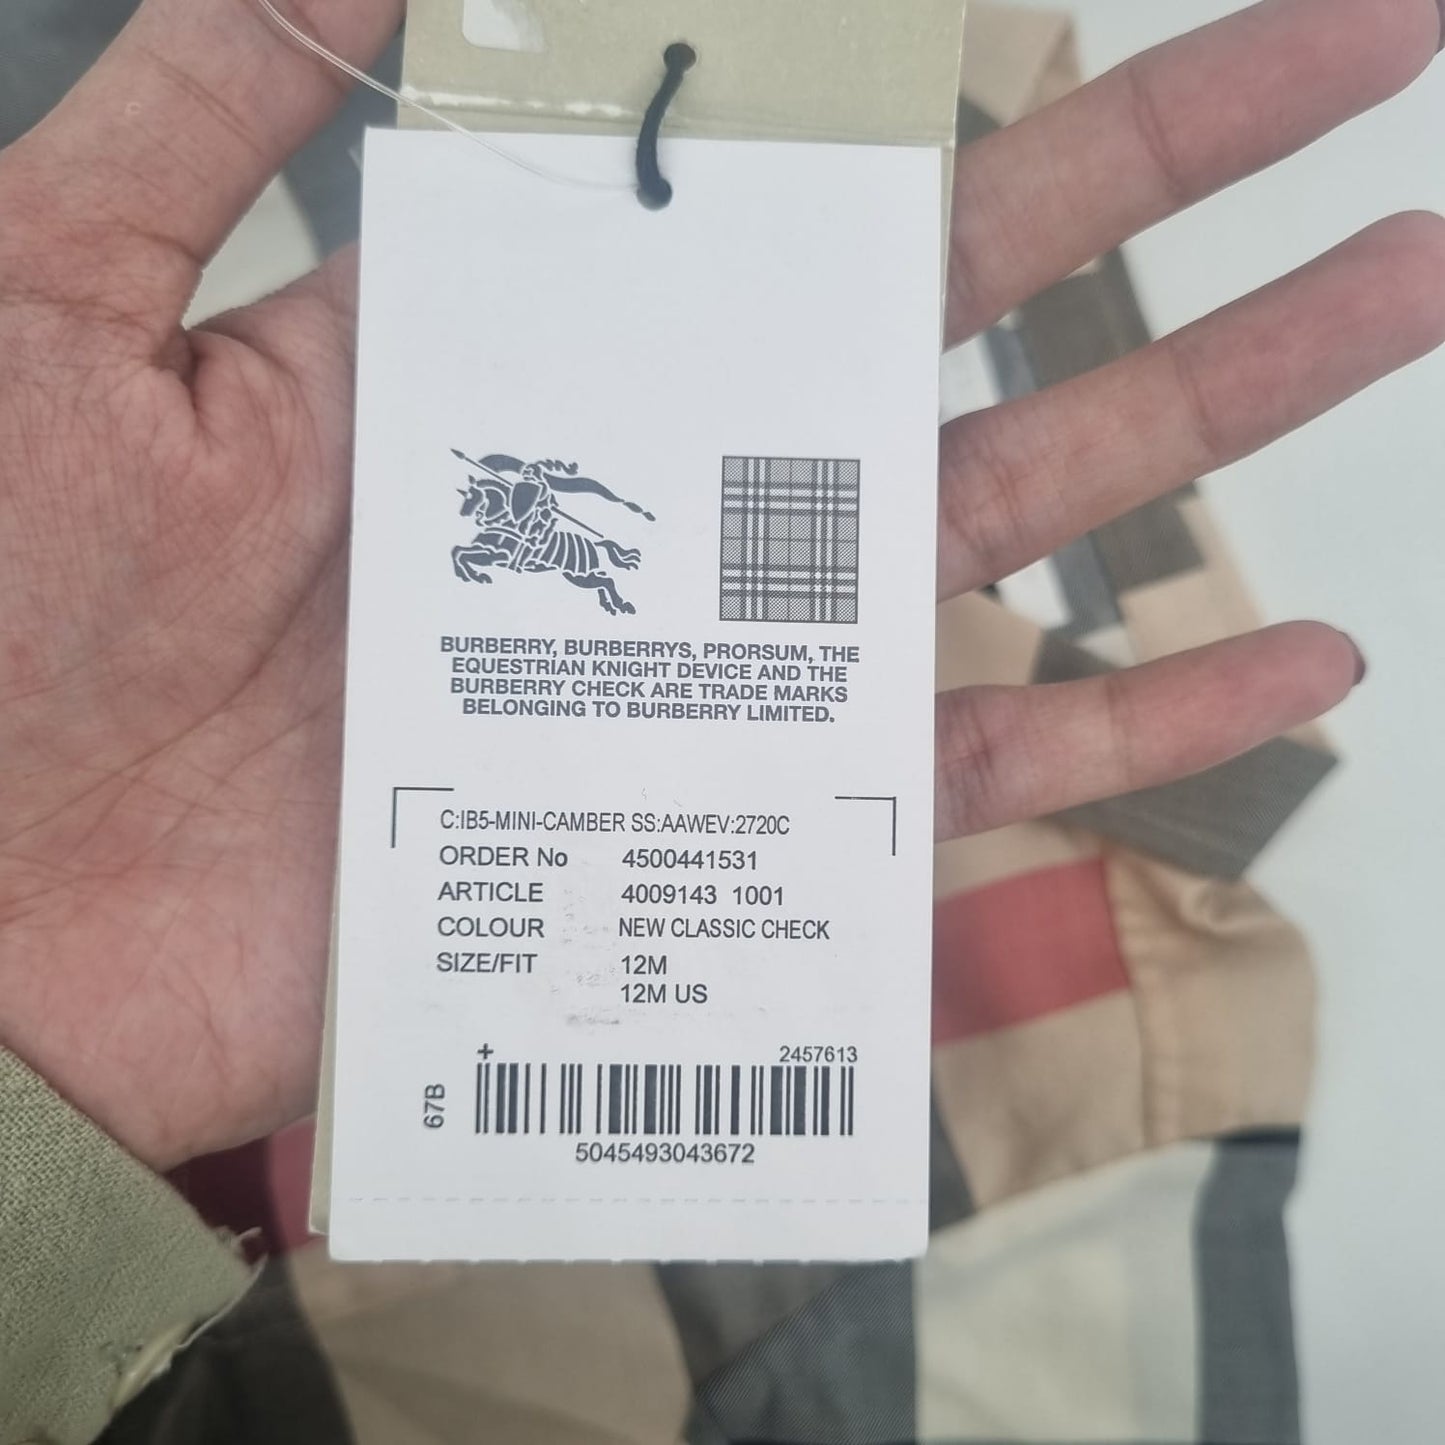 BURBERRY, BURBERRYS, PRORSUM, THE
EQUESTRIAN KNIGHT DEVICE AND THE
BURBERRY CHECK ARE TRADE MARKS
BELONGING TO BURBERRY LIMITED.
C:IB5-MINI-CAMBER SS:AAWEV:2720C
ORDER No 4500441531
ARTICLE 4009143 1001
COLOUR NEW CLASSIC CHECK
SIZE/FIT 12M
12M US
+ 2457613
67B
5045493043672